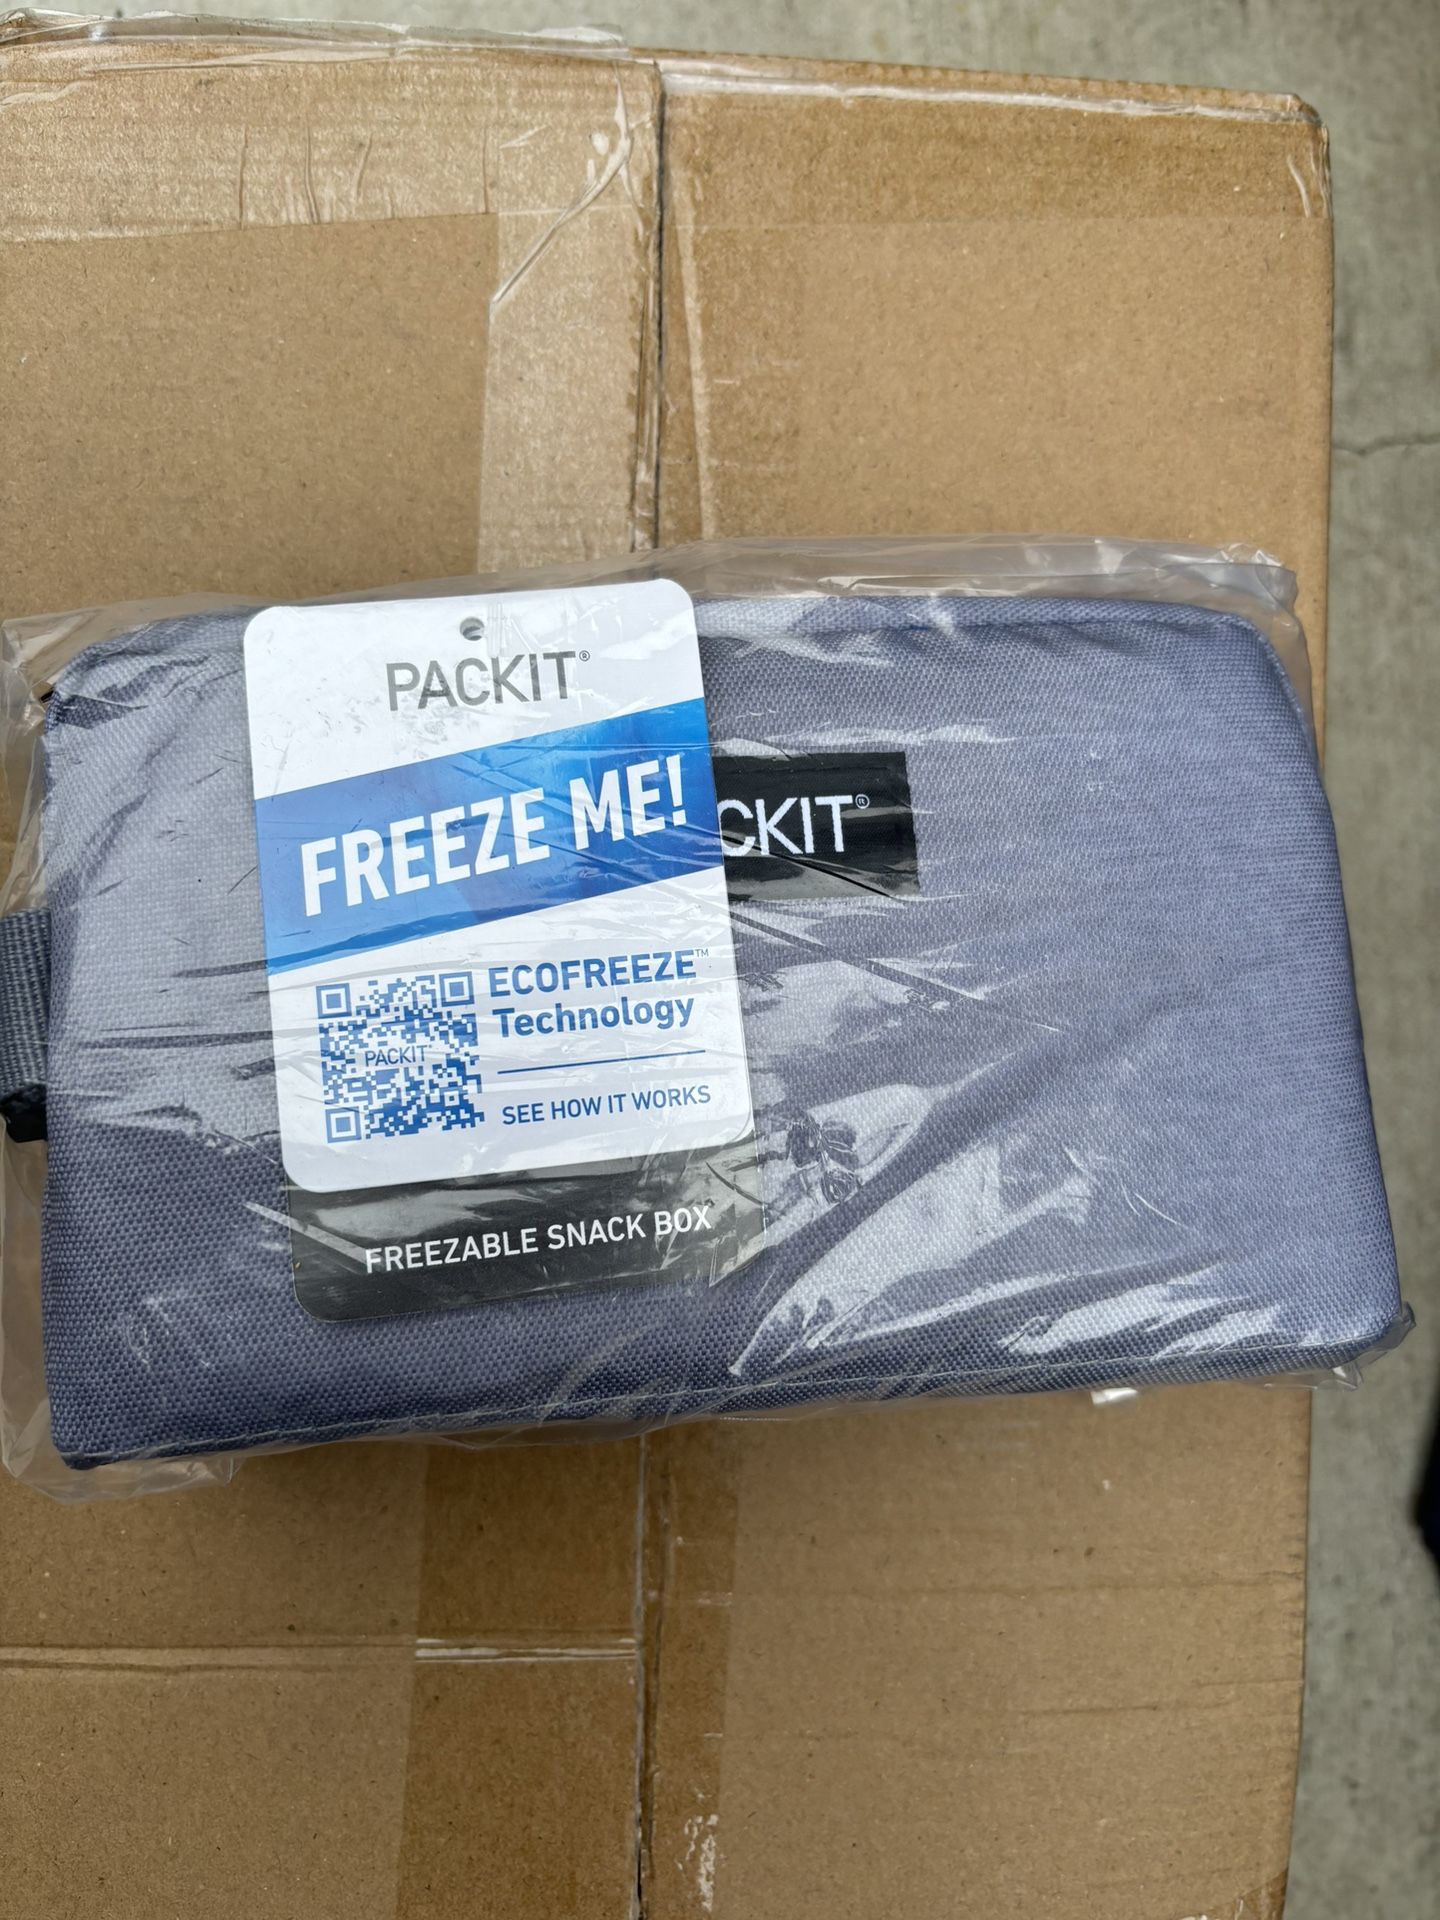 PACKIT®
FREEZE ME!
CKIT®
ECOFREEZE™
Technology
PACKIT
SEE HOW IT WORKS
FREEZABLE SNACK BOX